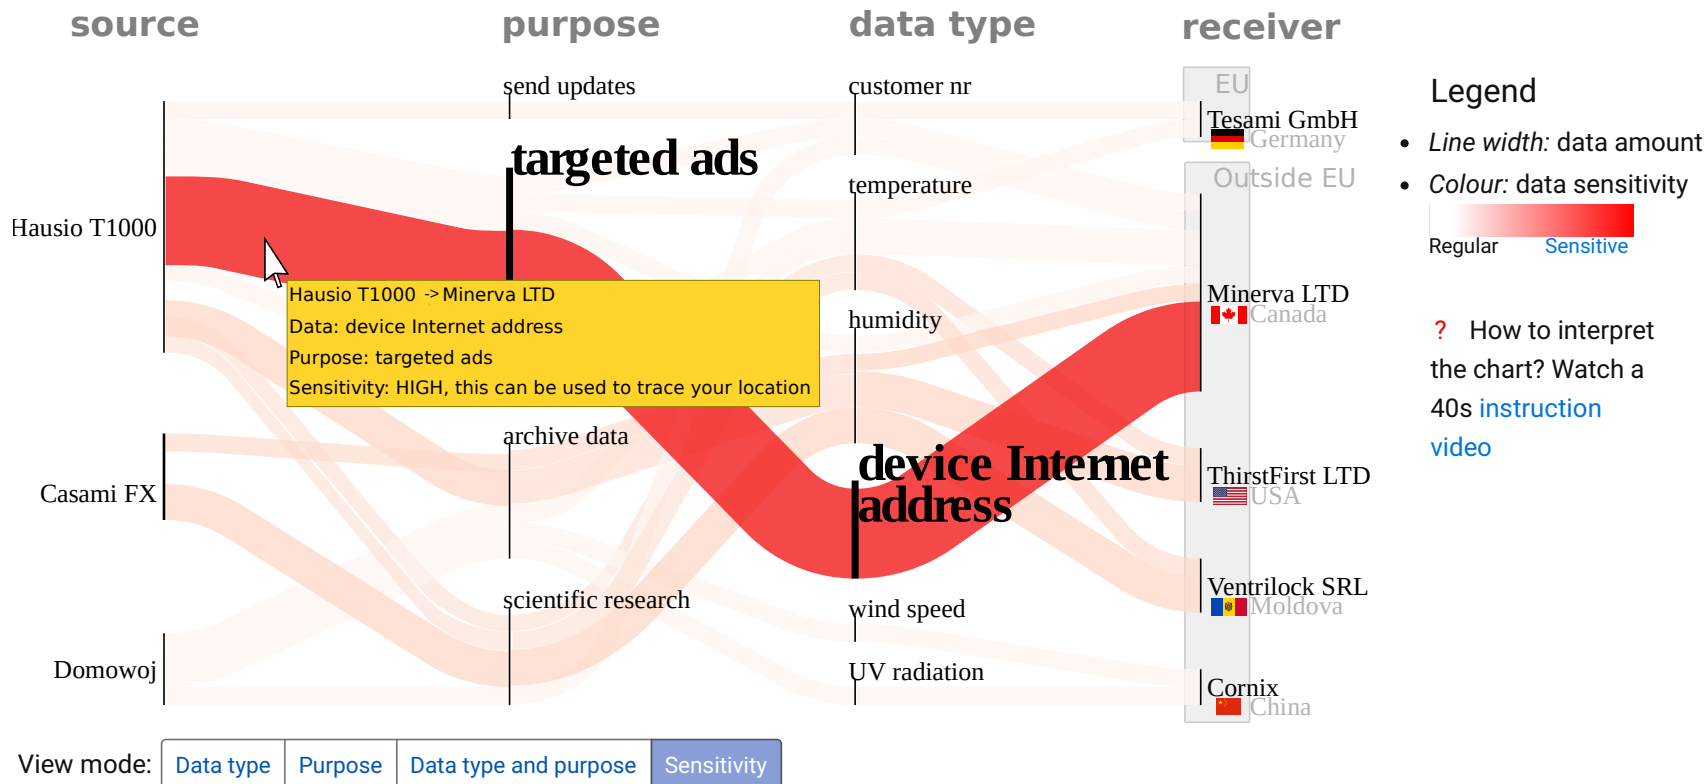 source
purpose
data type
receiver
send updates
customer nr
EU
Tesami GmbH
Germany
targeted ads
temperature
Outside EU
Hausio T1000
Hausio T1000 -> Minerva LTD
Data: device Internet address
Purpose: targeted ads
Sensitivity: HIGH, this can be used to trace your location
humidity
Minerva LTD
Canada
archive data
device Internet
address
ThirstFirst LTD
USA
Casami FX
scientific research
wind speed
Ventrilock SRL
Moldova
Domowoj
UV radiation
Cornix
China
Legend
• Line width: data amount
• Colour: data sensitivity
Regular
Sensitive
? How to interpret
the chart? Watch a
40s instruction
video
View mode:
Data type
Purpose
Data type and purpose
Sensitivity